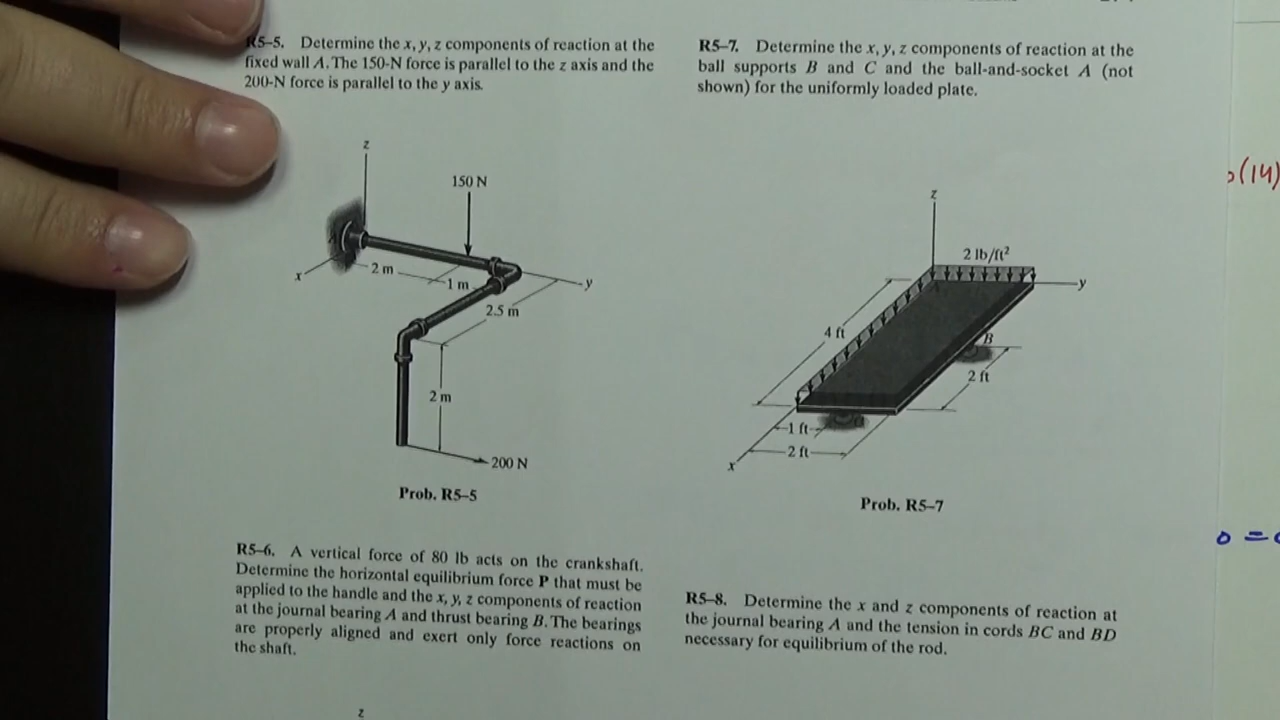 R5–5. Determine the x, y, z components of reaction at the
fixed wall A. The 150-N force is parallel to the z axis and the
200-N force is parallel to the y axis.
z
150 N
A
x
2 m
1 m
y
2.5 m
2 m
200 N
Prob. R5–5
R5–6. A vertical force of 80 lb acts on the crankshaft.
Determine the horizontal equilibrium force P that must be
applied to the handle and the x, y, z components of reaction
at the journal bearing A and thrust bearing B. The bearings
are properly aligned and exert only force reactions on
the shaft.
z
R5–7. Determine the x, y, z components of reaction at the
ball supports B and C and the ball-and-socket A (not
shown) for the uniformly loaded plate.
z
2 lb/ft²
y
4 ft
B
2 ft
1 ft
2 ft
x
Prob. R5–7
R5–8. Determine the x and z components of reaction at
the journal bearing A and the tension in cords BC and BD
necessary for equilibrium of the rod.
(14)
0 =